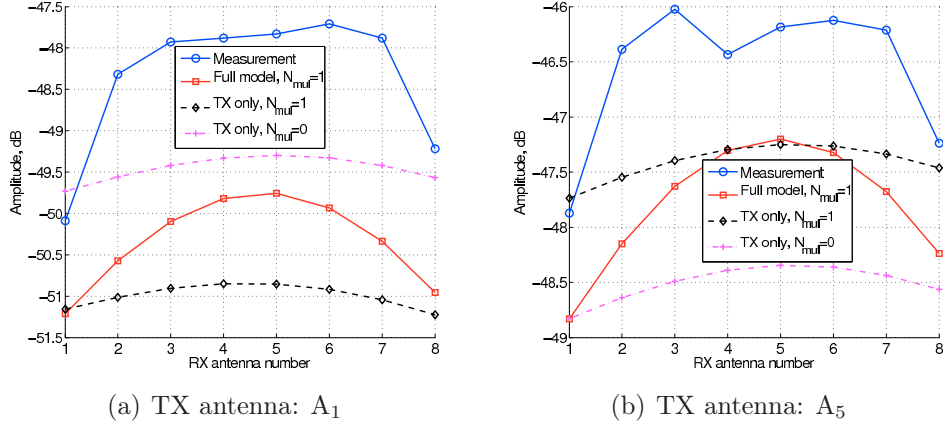 −47.5
−48
−48.5
−49
−49.5
−50
−50.5
−51
−51.5
Amplitude, dB
1 2 3 4 5 6 7 8
RX antenna number
Measurement
Full model, N_mul=1
TX only, N_mul=1
TX only, N_mul=0
(a) TX antenna: A_1
−46
−46.5
−47
−47.5
−48
−48.5
−49
Amplitude, dB
1 2 3 4 5 6 7 8
RX antenna number
Measurement
Full model, N_mul=1
TX only, N_mul=1
TX only, N_mul=0
(b) TX antenna: A_5